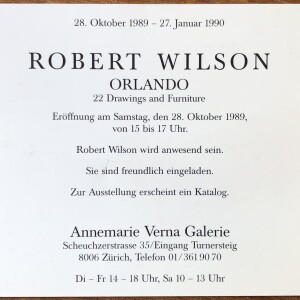 28. Oktober 1989 – 27. Januar 1990
ROBERT WILSON
ORLANDO
22 Drawings and Furniture
Eröffnung am Samstag, den 28. Oktober 1989,
von 15 bis 17 Uhr.
Robert Wilson wird anwesend sein.
Sie sind freundlich eingeladen.
Zur Ausstellung erscheint ein Katalog.
Annemarie Verna Galerie
Scheuchzerstrasse 35/Eingang Turnersteig
8006 Zürich, Telefon 01/361 90 70
Di – Fr 14 – 18 Uhr, Sa 10 – 13 Uhr